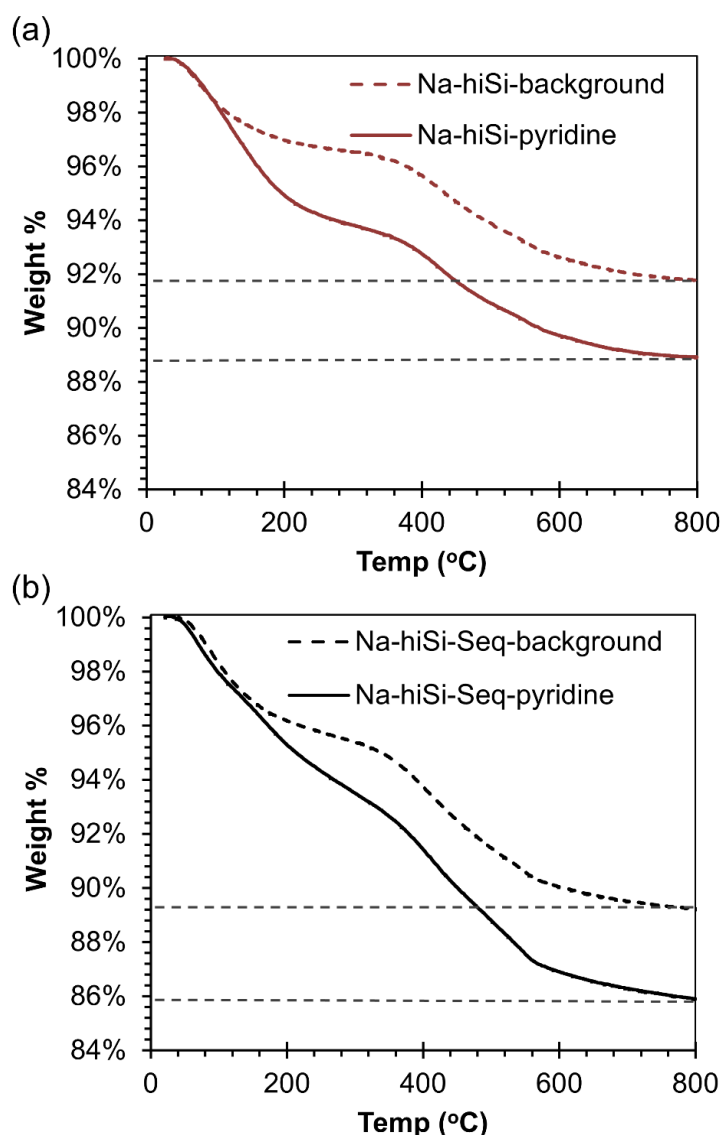 (a)
100%
98%
96%
94%
92%
90%
88%
86%
84%
Weight %
Na-hiSi-background
Na-hiSi-pyridine
0 200 400 600 800
Temp (°C)
(b)
100%
98%
96%
94%
92%
90%
88%
86%
84%
Weight %
Na-hiSi-Seq-background
Na-hiSi-Seq-pyridine
0 200 400 600 800
Temp (°C)